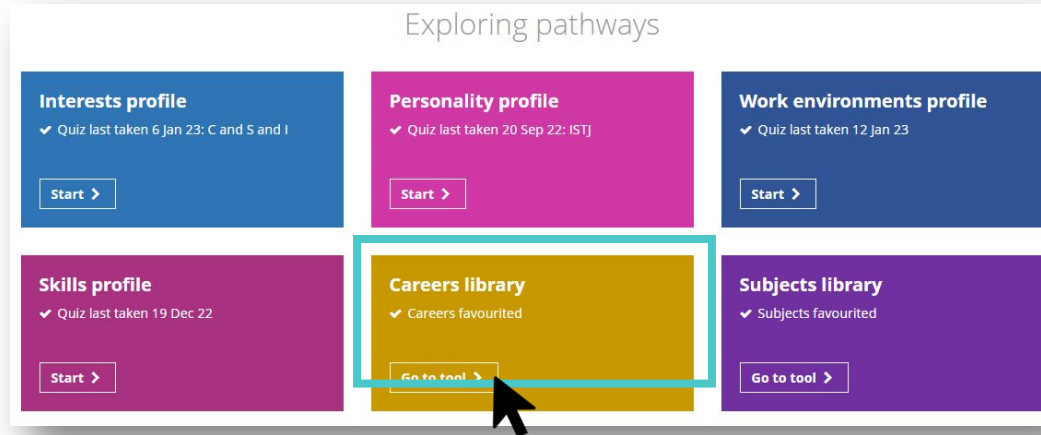 Exploring pathways
Interests profile
✔ Quiz last taken 6 Jan 23: C and S and I
Start >
Personality profile
✔ Quiz last taken 20 Sep 22: ISTJ
Start >
Work environments profile
✔ Quiz last taken 12 Jan 23
Start >
Skills profile
✔ Quiz last taken 19 Dec 22
Start >
Careers library
✔ Careers favourited
Go to tool >
Subjects library
✔ Subjects favourited
Go to tool >